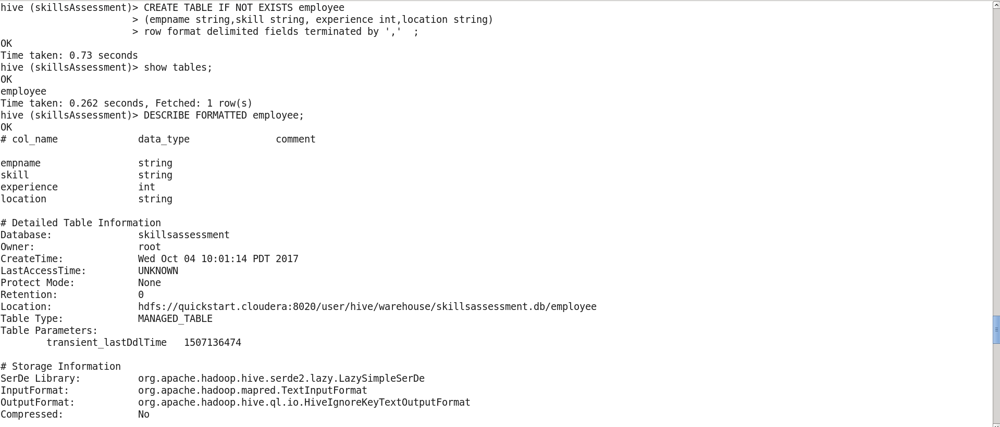 hive (skillsAssessment)> CREATE TABLE IF NOT EXISTS employee
                       > (empname string,skill string, experience int,location string)
                       > row format delimited fields terminated by ','  ;
OK
Time taken: 0.73 seconds
hive (skillsAssessment)> show tables;
OK
employee
Time taken: 0.262 seconds, Fetched: 1 row(s)
hive (skillsAssessment)> DESCRIBE FORMATTED employee;
OK
# col_name              data_type               comment

empname                 string
skill                   string
experience              int
location                string

# Detailed Table Information
Database:               skillsassessment
Owner:                  root
CreateTime:             Wed Oct 04 10:01:14 PDT 2017
LastAccessTime:         UNKNOWN
Protect Mode:           None
Retention:              0
Location:               hdfs://quickstart.cloudera:8020/user/hive/warehouse/skillsassessment.db/employee
Table Type:             MANAGED_TABLE
Table Parameters:
        transient_lastDdlTime   1507136474

# Storage Information
SerDe Library:          org.apache.hadoop.hive.serde2.lazy.LazySimpleSerDe
InputFormat:            org.apache.hadoop.mapred.TextInputFormat
OutputFormat:           org.apache.hadoop.hive.ql.io.HiveIgnoreKeyTextOutputFormat
Compressed:             No